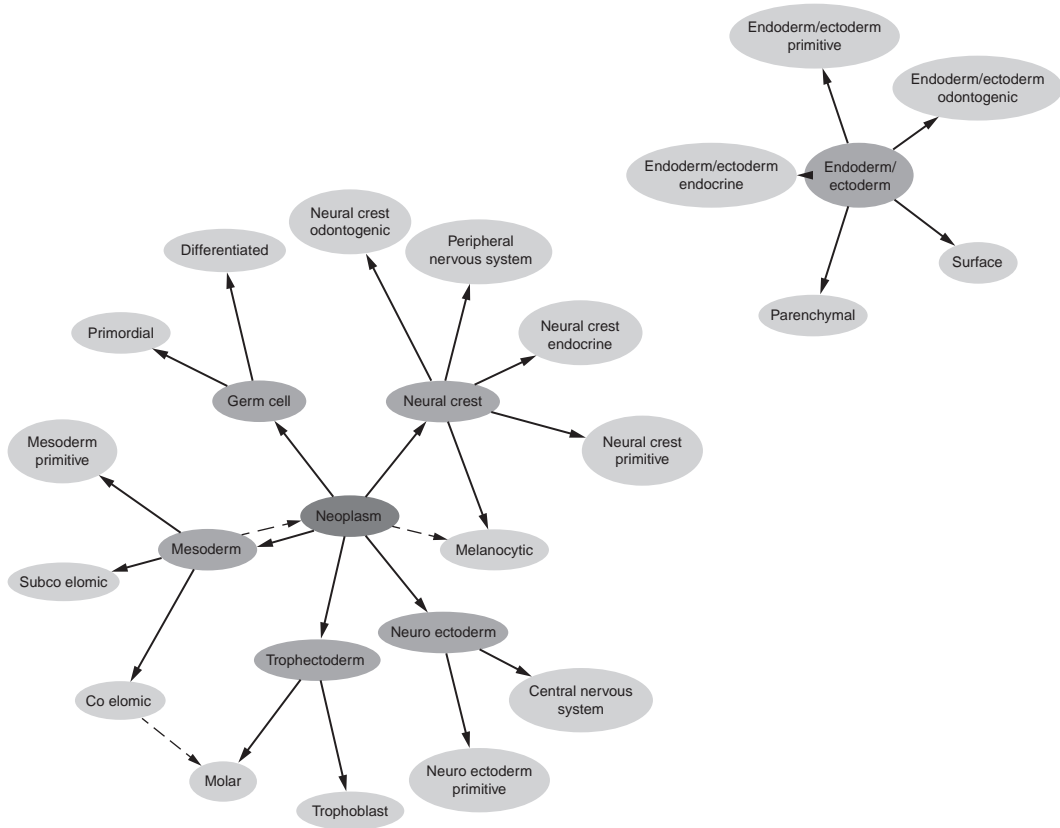 Endoderm/ectoderm
primitive
Endoderm/ectoderm
odontogenic
Endoderm/ectoderm
endocrine
Endoderm/
ectoderm
Surface
Parenchymal
Neural crest
odontogenic
Peripheral
nervous system
Differentiated
Primordial
Neural crest
endocrine
Germ cell
Neural crest
Neural crest
primitive
Mesoderm
primitive
Neoplasm
Mesoderm
Melanocytic
Subco elomic
Neuro ectoderm
Trophectoderm
Co elomic
Central nervous
system
Molar
Neuro ectoderm
primitive
Trophoblast